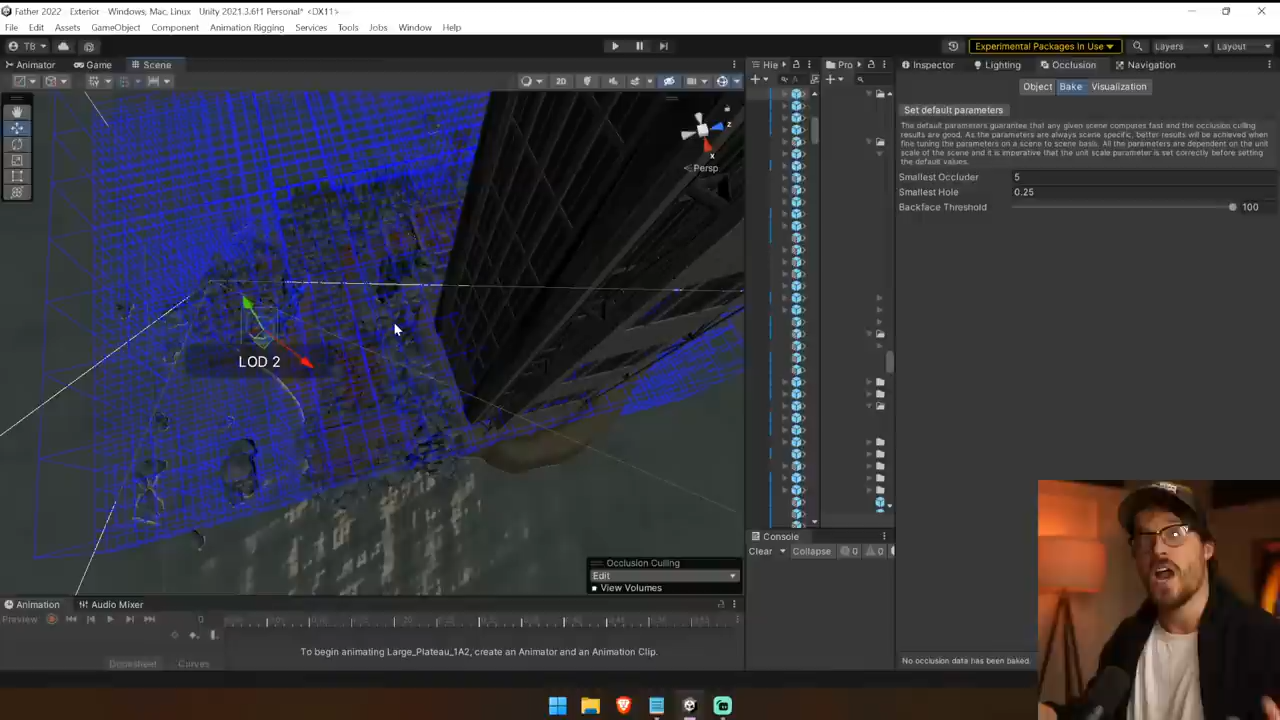 Father 2022 Exterior Windows, Mac, Linux Unity 2021.3.6f1 Personal* <DX11>
File Edit Assets GameObject Component Animation Rigging Services Tools Jobs Window Help
TB Experimental Packages In Use Layers Layout
Animator Game Scene Hie Pro Inspector Lighting Occlusion Navigation
2D
Object Bake Visualization
Set default parameters
The default parameters guarantee that any given scene computes fast and the occlusion culling
results are good. As the parameters are always scene specific, better results will be achieved when
fine tuning the parameters on a scene to scene basis. All the parameters are dependent on the
unit scale of the scene and it is imperative that the unit scale parameter is set correctly before setting
the default values.
z
x
Persp
Smallest Occluder 5
Smallest Hole 0.25
Backface Threshold 100
LOD 2
Occlusion Culling
Edit
View Volumes
Console
Clear Collapse 0 0
Animation Audio Mixer
Preview 0
To begin animating Large_Plateau_1A2, create an Animator and an Animation Clip.
Dopesheet Curves
No occlusion data has been baked.